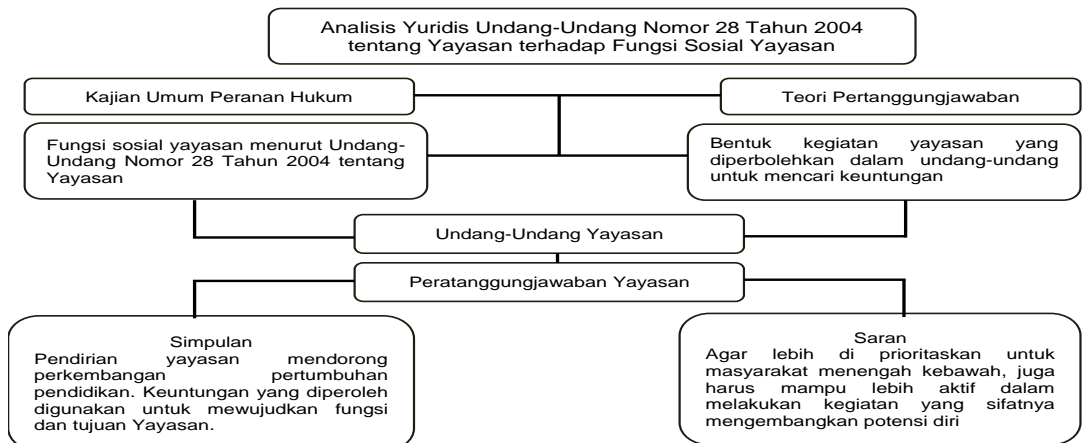 Analisis Yuridis Undang-Undang Nomor 28 Tahun 2004
tentang Yayasan terhadap Fungsi Sosial Yayasan
Kajian Umum Peranan Hukum
Teori Pertanggungjawaban
Fungsi sosial yayasan menurut Undang-
Undang Nomor 28 Tahun 2004 tentang
Yayasan
Bentuk kegiatan yayasan yang
diperbolehkan dalam undang-undang
untuk mencari keuntungan
Undang-Undang Yayasan
Peratanggungjawaban Yayasan
Simpulan
Pendirian yayasan mendorong
perkembangan pertumbuhan
pendidikan. Keuntungan yang diperoleh
digunakan untuk mewujudkan fungsi
dan tujuan Yayasan.
Saran
Agar lebih di prioritaskan untuk
masyarakat menengah kebawah, juga
harus mampu lebih aktif dalam
melakukan kegiatan yang sifatnya
mengembangkan potensi diri